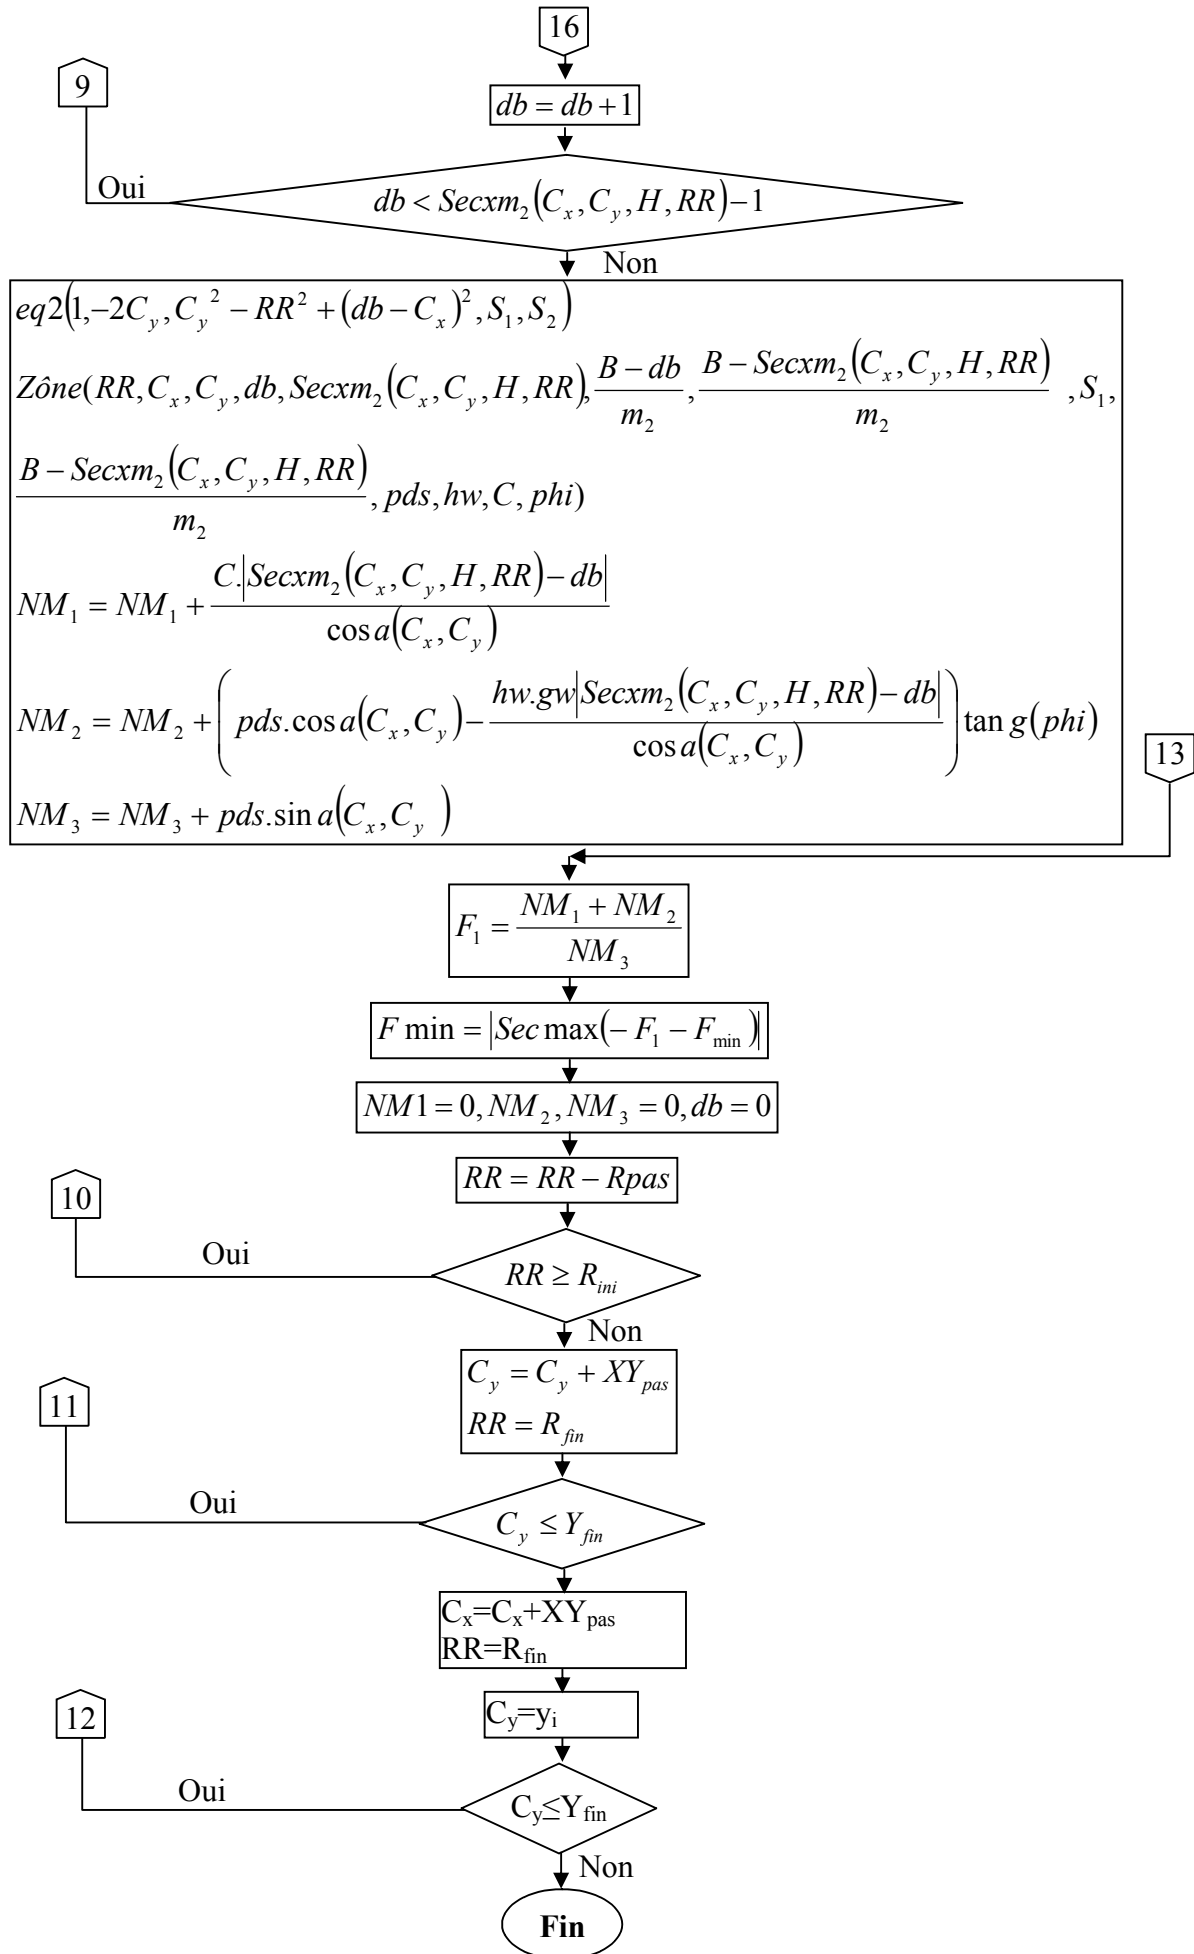 16
9
db = db + 1
Oui
db < Secxm₂(Cₓ, C_y, H, RR) − 1
Non
eq2(1, −2C_y, C_y² − RR² + (db − Cₓ)², S₁, S₂)
Zône(RR, Cₓ, C_y, db, Secxm₂(Cₓ, C_y, H, RR), \frac{B − db}{m₂}, \frac{B − Secxm₂(Cₓ, C_y, H, RR)}{m₂} , S₁,
\frac{B − Secxm₂(Cₓ, C_y, H, RR)}{m₂}, pds, hw, C, phi)
NM₁ = NM₁ + \frac{C.|Secxm₂(Cₓ, C_y, H, RR) − db|}{cos a(Cₓ, C_y)}
NM₂ = NM₂ + ( pds.cos a(Cₓ, C_y) − \frac{hw.gw|Secxm₂(Cₓ, C_y, H, RR) − db|}{cos a(Cₓ, C_y)} ) tan g(phi)
13
NM₃ = NM₃ + pds.sin a(Cₓ, C_y )
F₁ = \frac{NM₁ + NM₂}{NM₃}
F min = |Sec max(− F₁ − F_min)|
NM1 = 0, NM₂, NM₃ = 0, db = 0
RR = RR − Rpas
10
Oui
RR ≥ R_ini
Non
C_y = C_y + XY_pas
11
RR = R_fin
Oui
C_y ≤ Y_fin
Cₓ=Cₓ+XY_pas
RR=R_fin
12
C_y=y_i
Oui
C_y≤Y_fin
Non
Fin